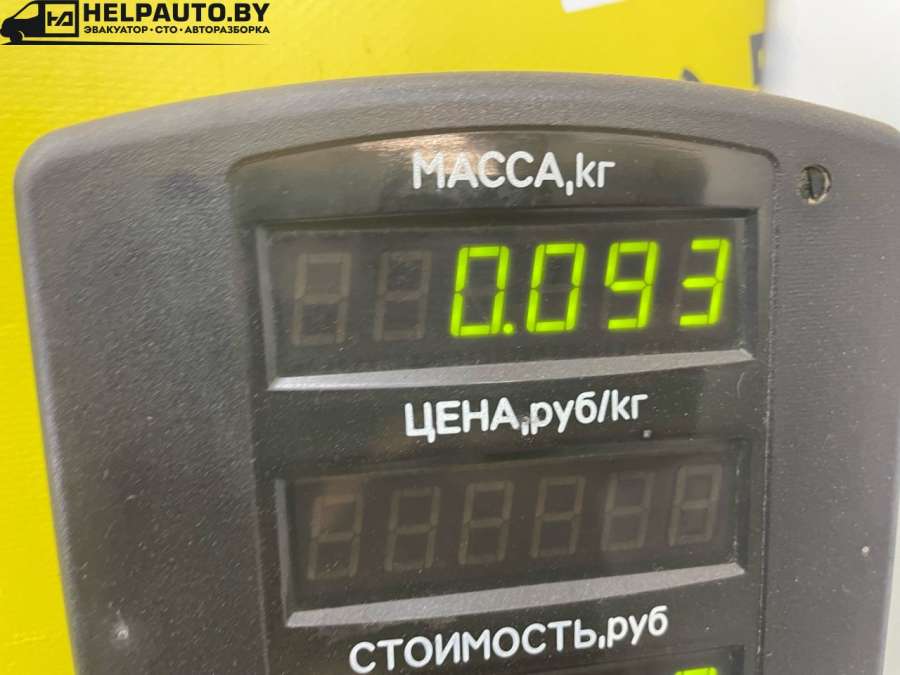 HELPAUTO.BY
ЭВАКУАТОР · СТО · АВТОРАЗБОРКА
МАССА,кг
0.093
ЦЕНА,руб/кг
СТОИМОСТЬ,руб